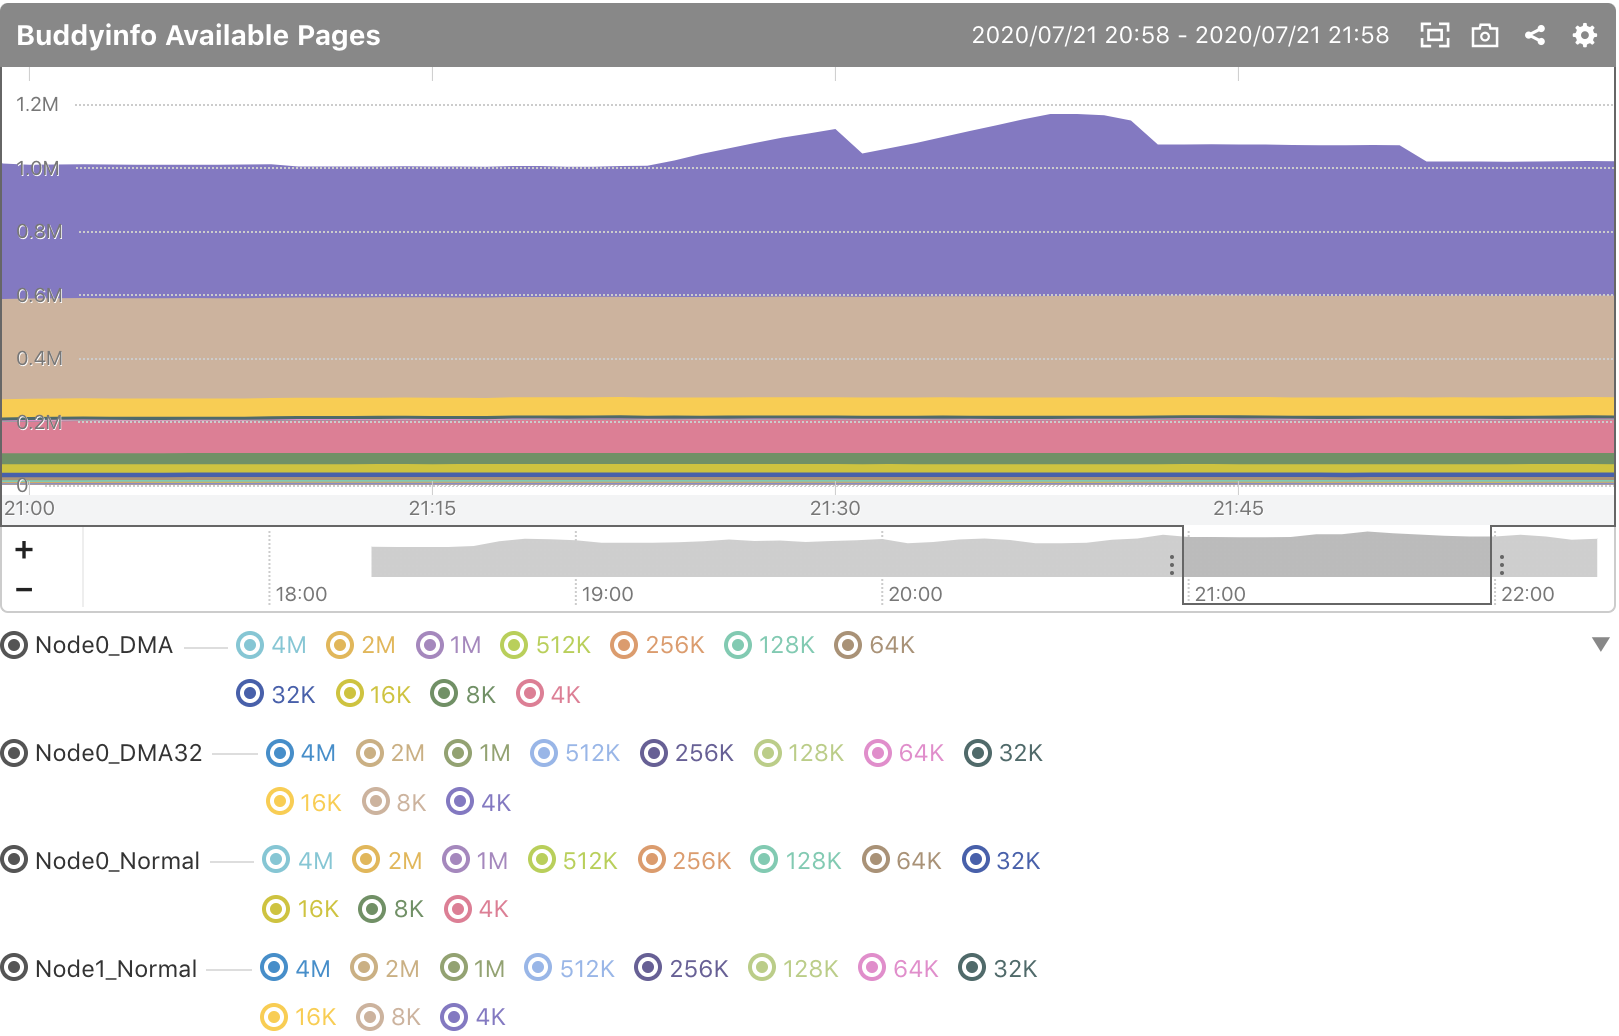 Buddyinfo Available Pages 2020/07/21 20:58 - 2020/07/21 21:58
1.2M
1.0M
0.8M
0.6M
0.4M
0.2M
0
21:00 21:15 21:30 21:45
+
−
18:00 19:00 20:00 21:00 22:00
Node0_DMA 4M 2M 1M 512K 256K 128K 64K
32K 16K 8K 4K
Node0_DMA32 4M 2M 1M 512K 256K 128K 64K 32K
16K 8K 4K
Node0_Normal 4M 2M 1M 512K 256K 128K 64K 32K
16K 8K 4K
Node1_Normal 4M 2M 1M 512K 256K 128K 64K 32K
16K 8K 4K